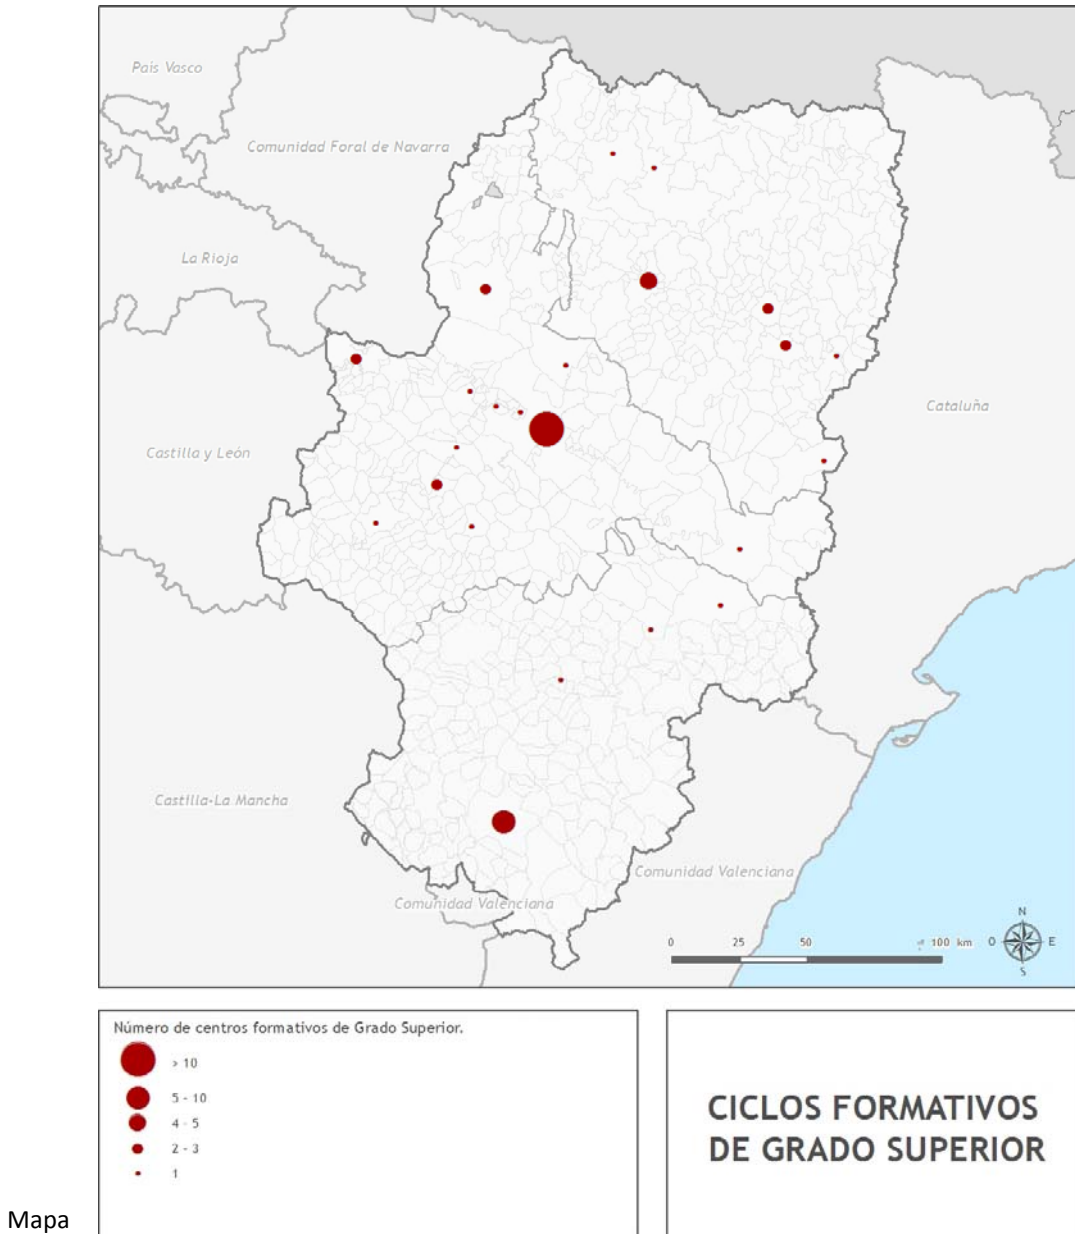 País Vasco
Comunidad Foral de Navarra
La Rioja
Cataluña
Castilla y León
Castilla-La Mancha
Comunidad Valenciana
Comunidad Valenciana
N
O E
S
0 25 50 100 km
Número de centros formativos de Grado Superior.
> 10
5 - 10
4 - 5
2 - 3
1
CICLOS FORMATIVOS
DE GRADO SUPERIOR
Mapa